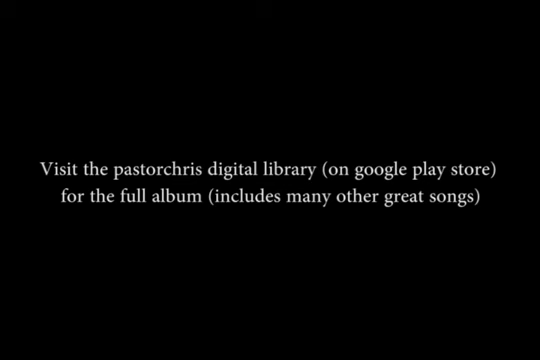 Visit the pastorchris digital library (on google play store)
for the full album (includes many other great songs)